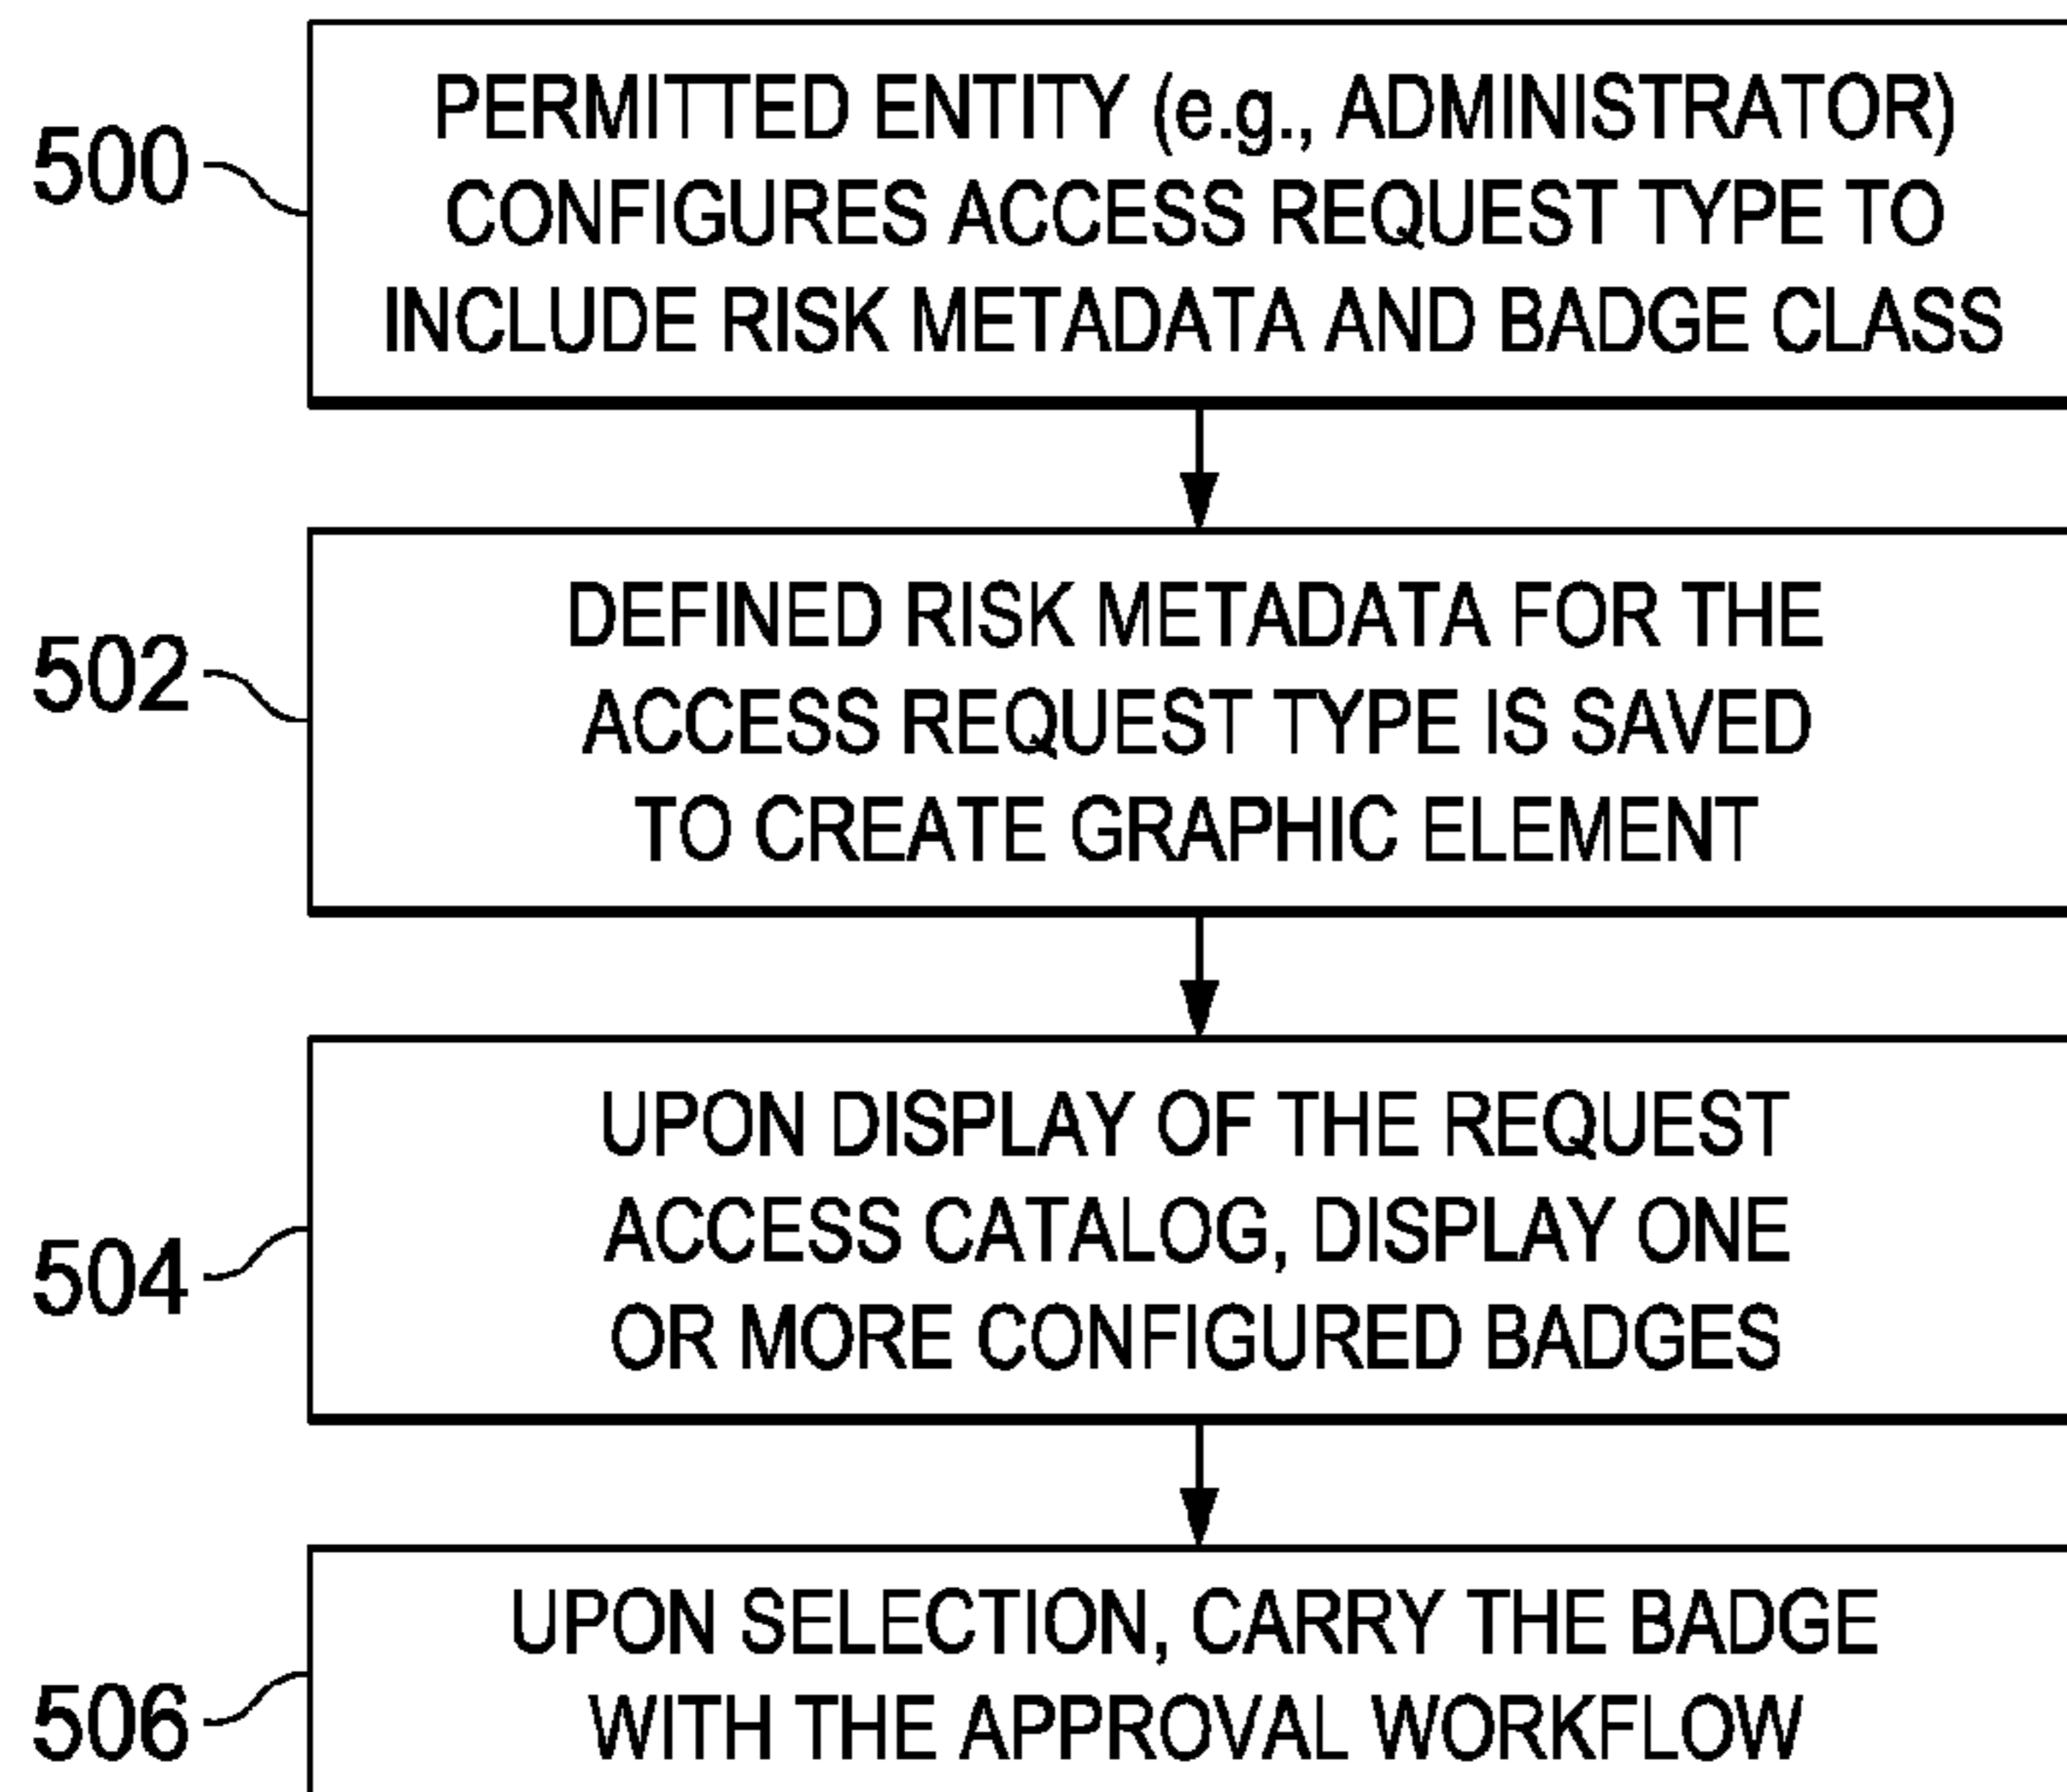 500
PERMITTED ENTITY (e.g., ADMINISTRATOR)
CONFIGURES ACCESS REQUEST TYPE TO
INCLUDE RISK METADATA AND BADGE CLASS
502
DEFINED RISK METADATA FOR THE
ACCESS REQUEST TYPE IS SAVED
TO CREATE GRAPHIC ELEMENT
504
UPON DISPLAY OF THE REQUEST
ACCESS CATALOG, DISPLAY ONE
OR MORE CONFIGURED BADGES
506
UPON SELECTION, CARRY THE BADGE
WITH THE APPROVAL WORKFLOW